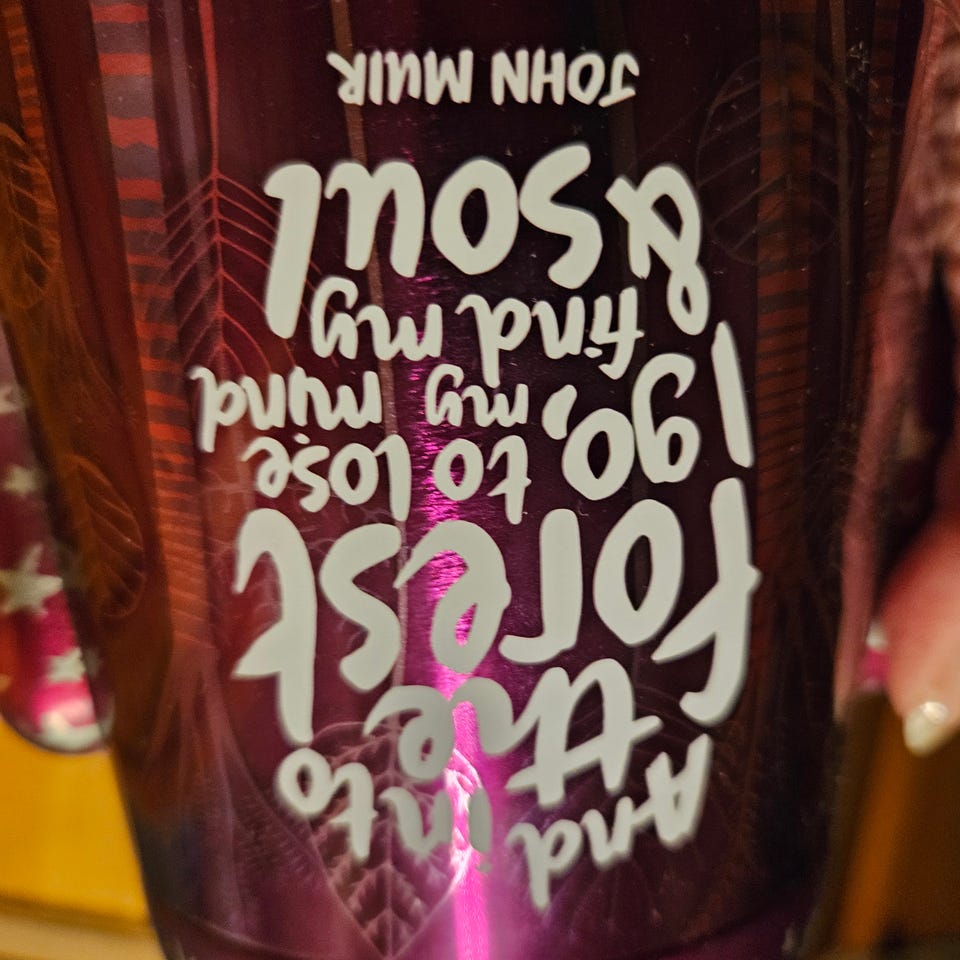 And into
the
forest
I go, to lose
my mind
& find my
soul
JOHN MUIR